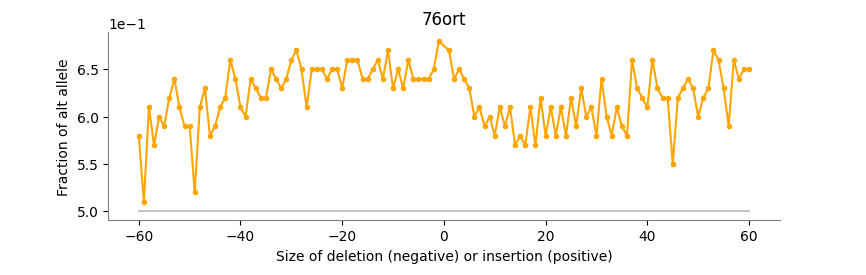 76ort
1e−1
6.5
6.0
5.5
5.0
Fraction of alt allele
−60 −40 −20 0 20 40 60
Size of deletion (negative) or insertion (positive)